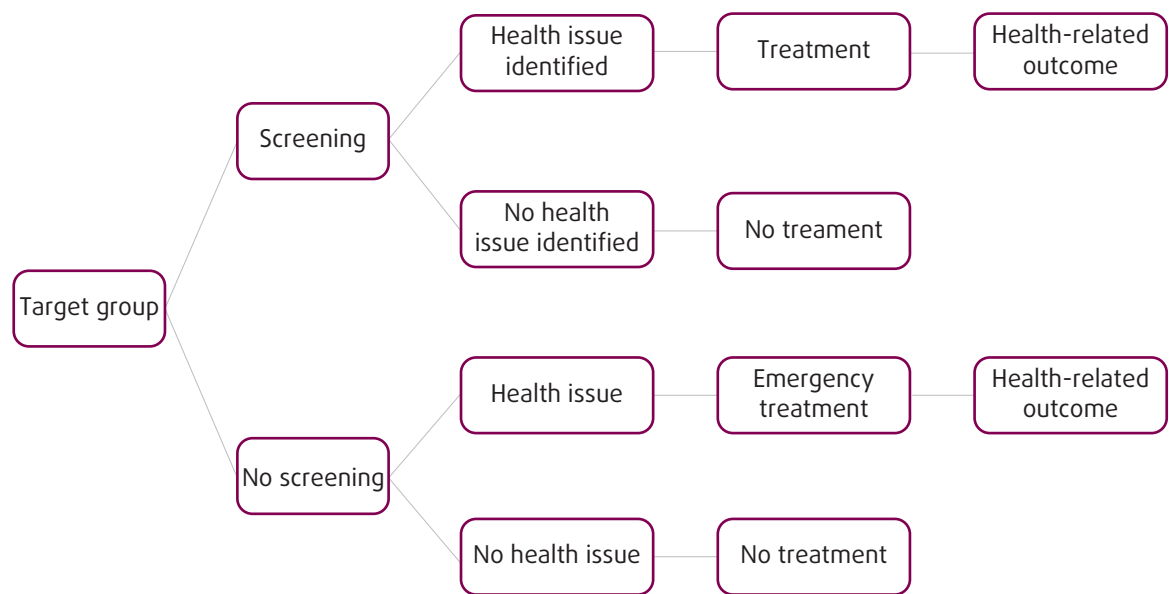 Health issue
identified
Treatment
Health-related
outcome
Screening
No health
issue identified
No treament
Target group
Health issue
Emergency
treatment
Health-related
outcome
No screening
No health issue
No treatment